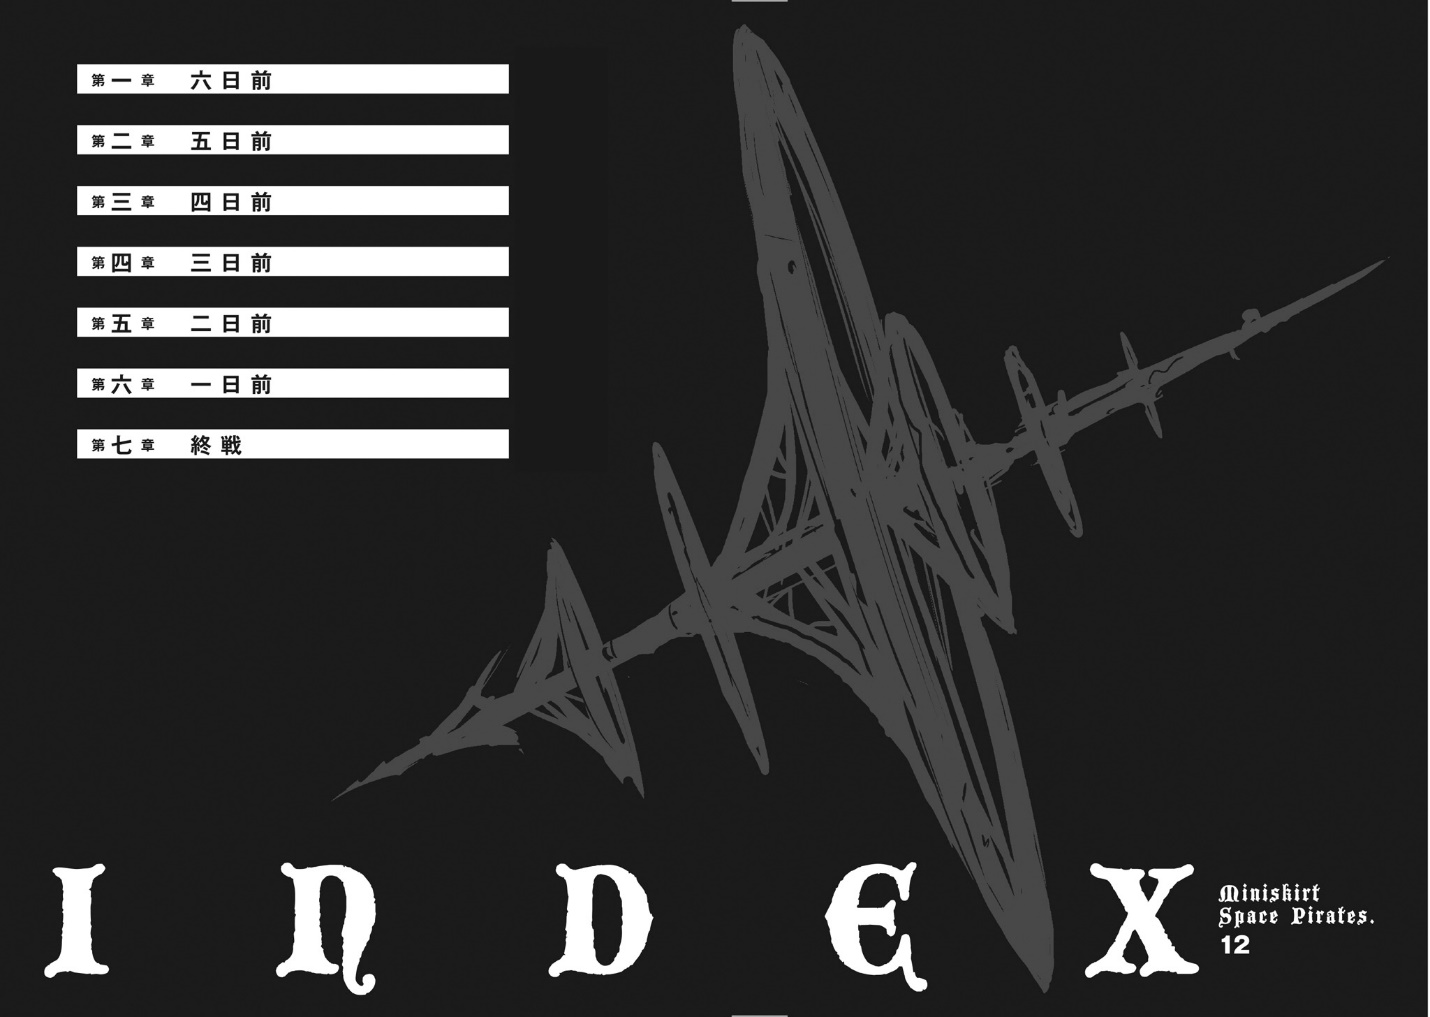 第一章 六日前
第二章 五日前
第三章 四日前
第四章 三日前
第五章 二日前
第六章 一日前
第七章 終戦
INDEX
Miniskirt
Space Pirates.
12